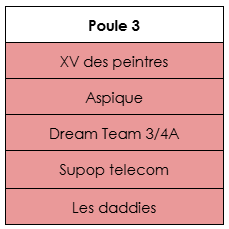 Poule 3
XV des peintres
Aspique
Dream Team 3/4A
Supop telecom
Les daddies